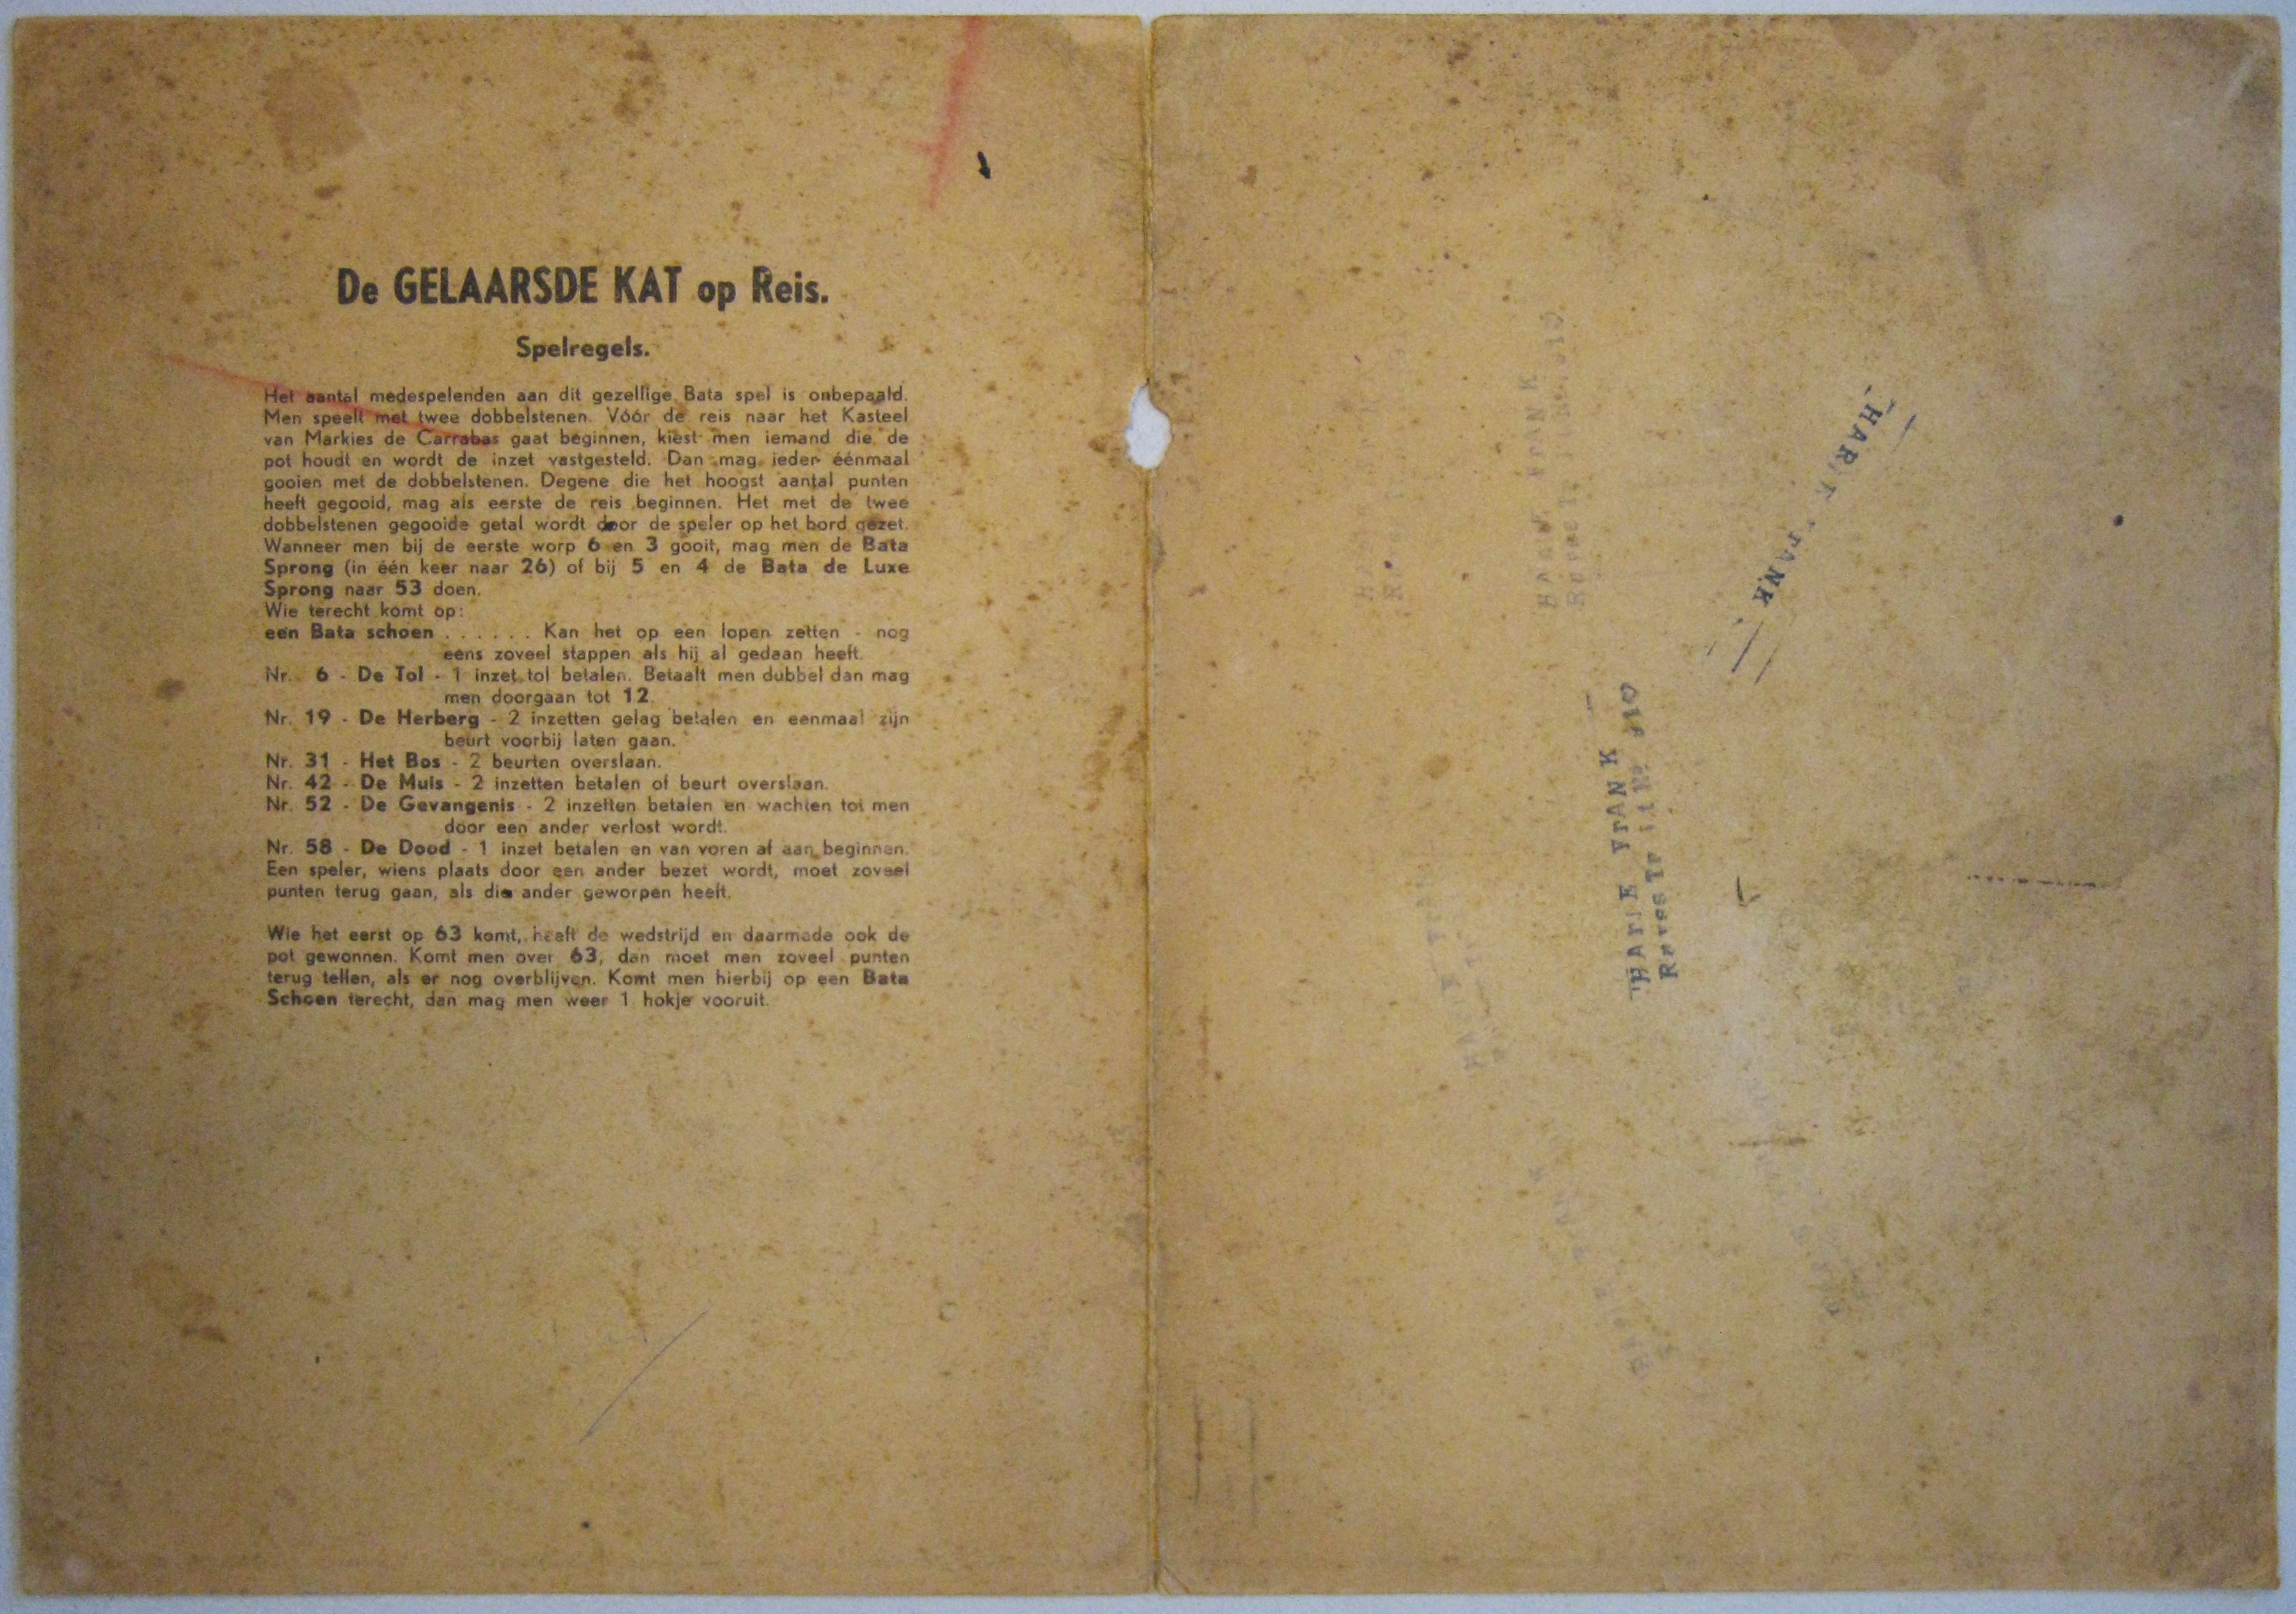 De GELAARSDE KAT op Reis.
Spelregels.
Het aantal medespelenden aan dit gezellige Bata spel is onbepaald.
Men speelt met twee dobbelstenen. Vóór de reis naar het Kasteel
van Markies de Carrabas gaat beginnen, kiest men iemand die de
pot houdt en wordt de inzet vastgesteld. Dan mag ieder éénmaal
gooien met de dobbelstenen. Degene die het hoogst aantal punten
heeft gegooid, mag als eerste de reis beginnen. Het met de twee
dobbelstenen gegooide getal wordt door de speler op het bord gezet.
Wanneer men bij de eerste worp 6 en 3 gooit, mag men de Bata
Sprong (in één keer naar 26) of bij 5 en 4 de Bata de Luxe
Sprong naar 53 doen.
Wie terecht komt op:
een Bata schoen . . . . . . Kan het op een lopen zetten - nog
eens zoveel stappen als hij al gedaan heeft.
Nr. 6 - De Tol - 1 inzet tol betalen. Betaalt men dubbel dan mag
men doorgaan tot 12.
Nr. 19 - De Herberg - 2 inzetten gelag betalen en eenmaal zijn
beurt voorbij laten gaan.
Nr. 31 - Het Bos - 2 beurten overslaan.
Nr. 42 - De Muis - 2 inzetten betalen of beurt overslaan.
Nr. 52 - De Gevangenis - 2 inzetten betalen en wachten tot men
door een ander verlost wordt.
Nr. 58 - De Dood - 1 inzet betalen en van voren af aan beginnen.
Een speler, wiens plaats door een ander bezet wordt, moet zoveel
punten terug gaan, als die ander geworpen heeft.
Wie het eerst op 63 komt, heeft de wedstrijd en daarmede ook de
pot gewonnen. Komt men over 63, dan moet men zoveel punten
terug tellen, als er nog overblijven. Komt men hierbij op een Bata
Schoen terecht, dan mag men weer 1 hokje vooruit.
HArIE FrANK